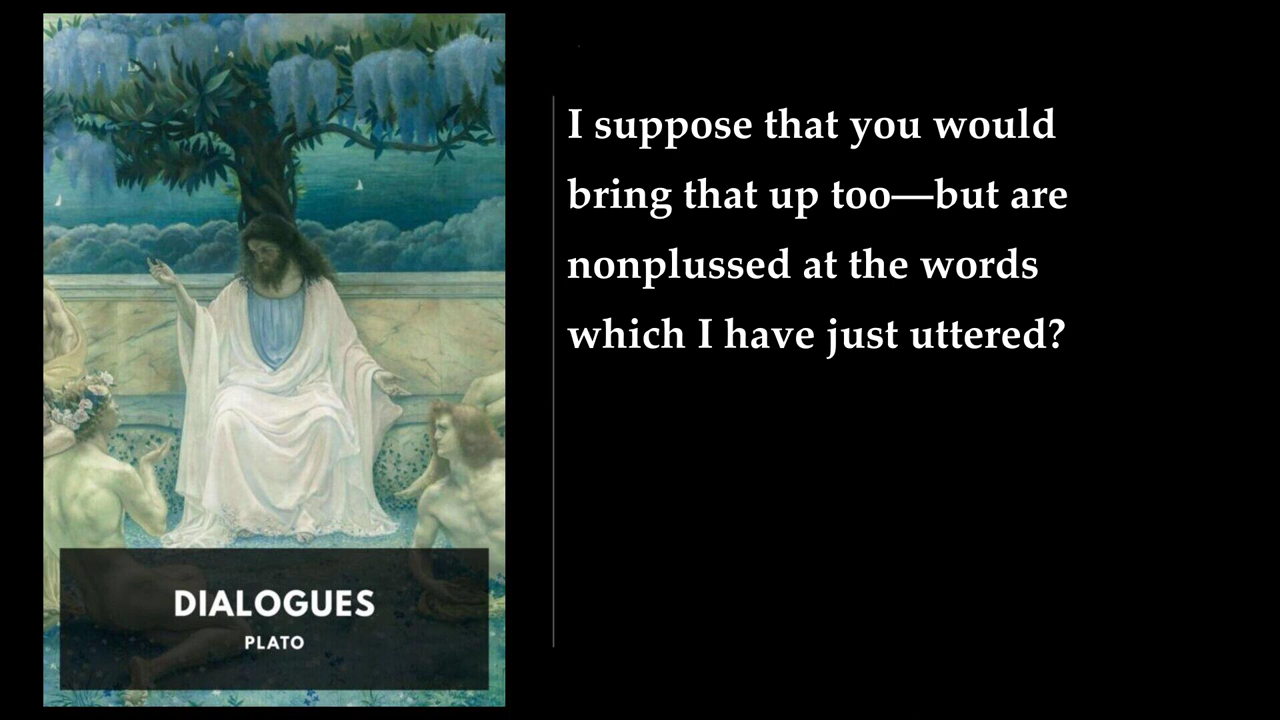 I suppose that you would
bring that up too—but are
nonplussed at the words
which I have just uttered?
DIALOGUES
PLATO